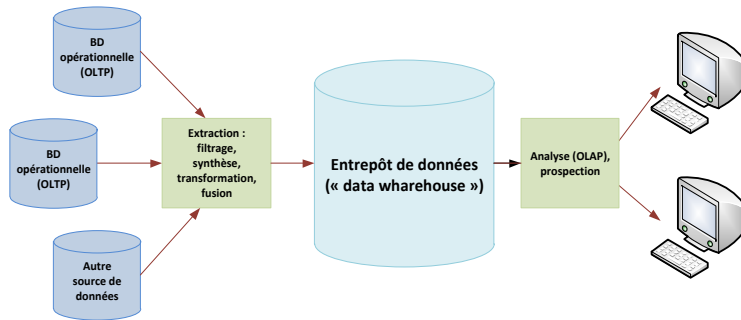 BD
opérationnelle
(OLTP)
BD
opérationnelle
(OLTP)
Autre
source de
données
Extraction :
filtrage,
synthèse,
transformation,
fusion
Entrepôt de données
(« data wharehouse »)
Analyse (OLAP),
prospection